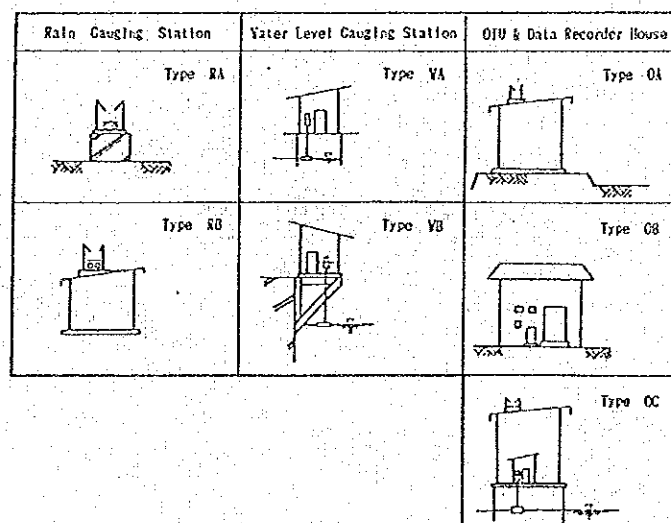 Rain Gauging Station
Water Level Gauging Station
OIU & Data Recorder House
Type RA
Type WA
Type OA
Type RB
Type WB
Type OB
Type OC